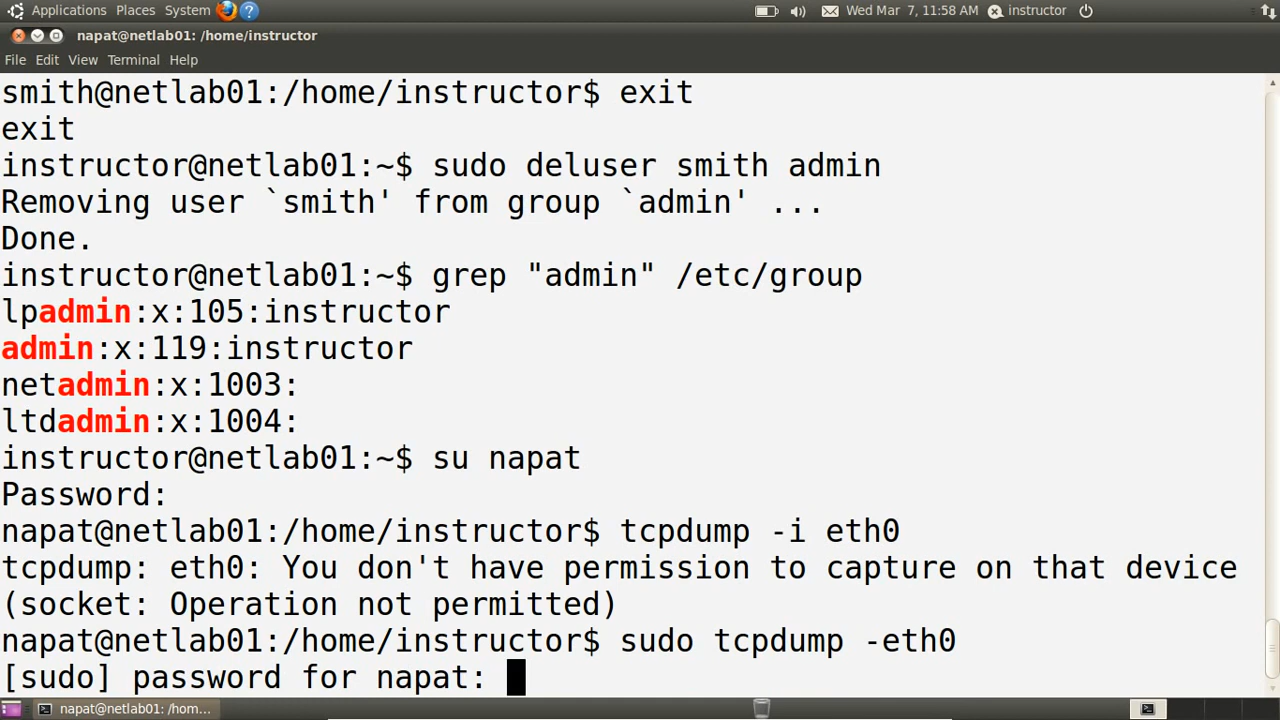 Applications Places System Wed Mar 7, 11:58 AM instructor
napat@netlab01: /home/instructor
File Edit View Terminal Help
smith@netlab01:/home/instructor$ exit
exit
instructor@netlab01:~$ sudo deluser smith admin
Removing user `smith' from group `admin' ...
Done.
instructor@netlab01:~$ grep "admin" /etc/group
lpadmin:x:105:instructor
admin:x:119:instructor
netadmin:x:1003:
ltdadmin:x:1004:
instructor@netlab01:~$ su napat
Password:
napat@netlab01:/home/instructor$ tcpdump -i eth0
tcpdump: eth0: You don't have permission to capture on that device
(socket: Operation not permitted)
napat@netlab01:/home/instructor$ sudo tcpdump -eth0
[sudo] password for napat:
napat@netlab01: /hom...